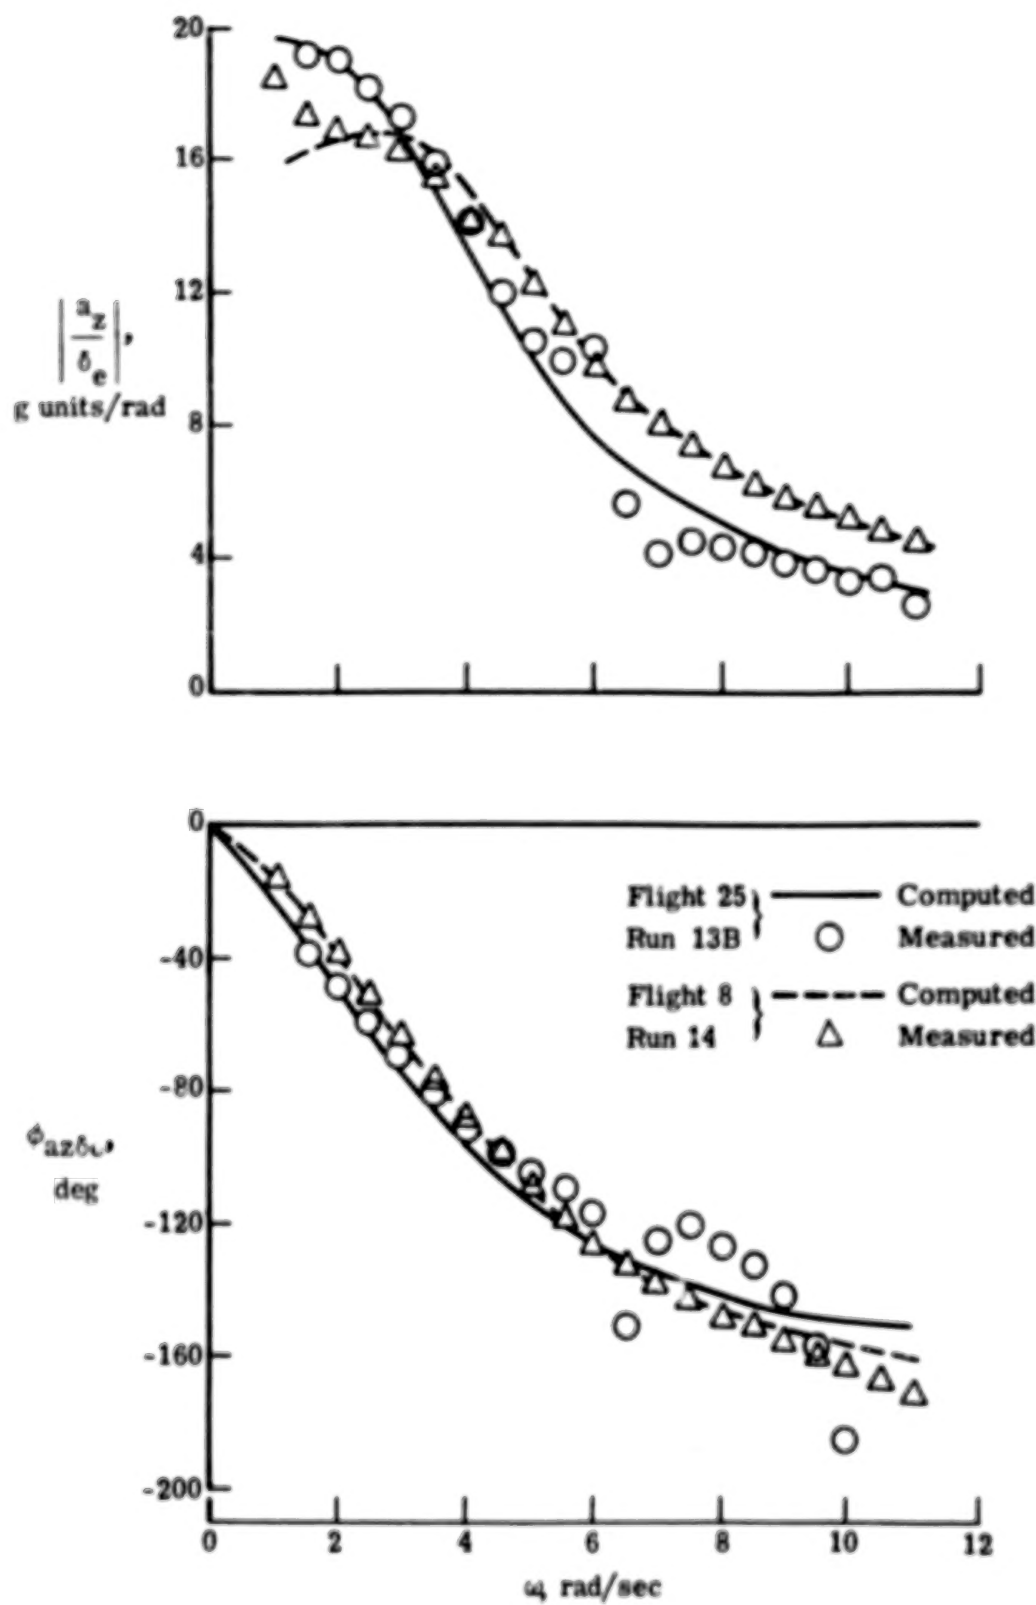 20
16
12
8
4
0
|a_z / δ_e|,
g units/rad
0
-40
-80
-120
-160
-200
ϕ_azδ
deg
Flight 25 Computed
Run 13B Measured
Flight 8 Computed
Run 14 Measured
0 2 4 6 8 10 12
ω, rad/sec